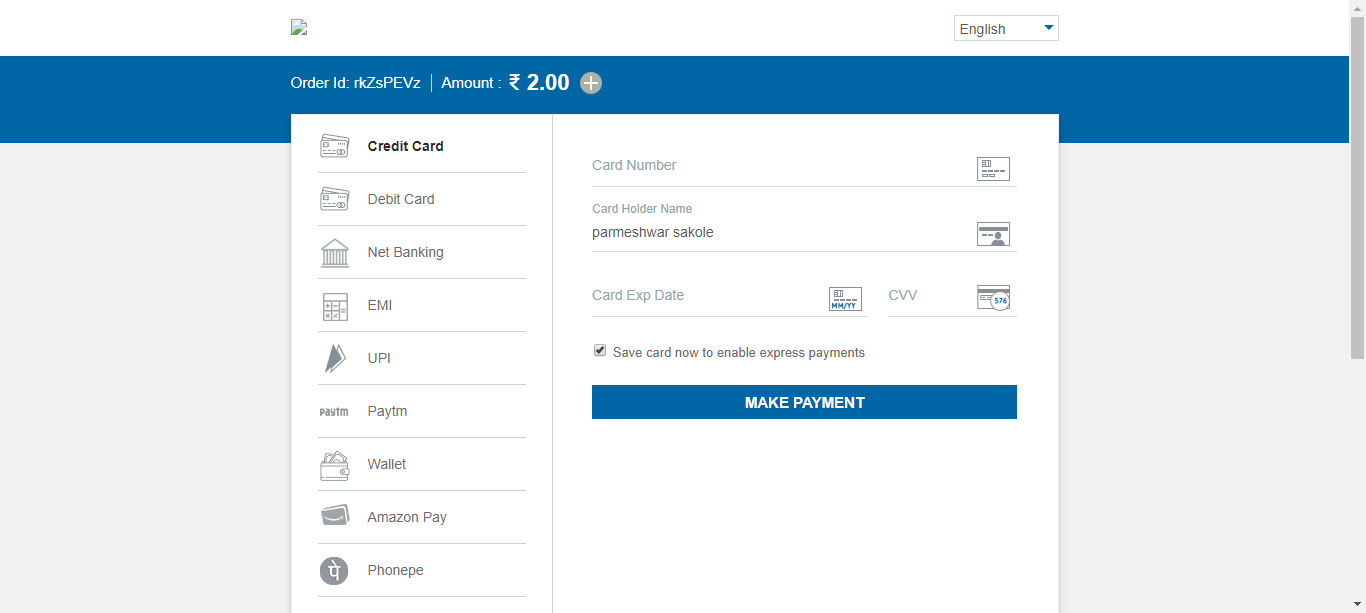 English
Order Id: rkZsPEVz
Amount : ₹ 2.00
Credit Card
Debit Card
Net Banking
EMI
UPI
Paytm
Paytm
Wallet
Amazon Pay
पे
Phonepe
Card Number
Card Holder Name
parmeshwar sakole
Card Exp Date
MM/YY
CVV
576
Save card now to enable express payments
MAKE PAYMENT